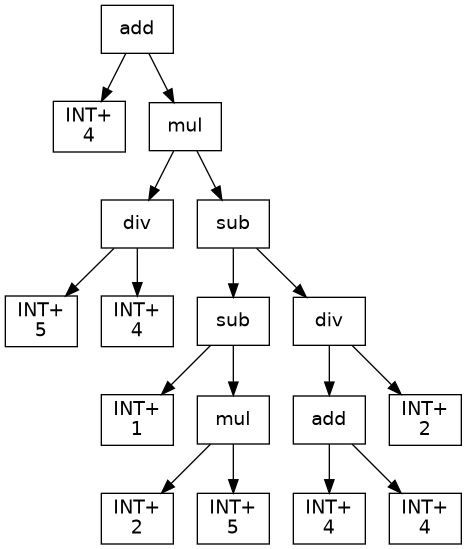 add
INT+
4
mul
div
sub
INT+
5
INT+
4
sub
div
INT+
1
mul
add
INT+
2
INT+
2
INT+
5
INT+
4
INT+
4